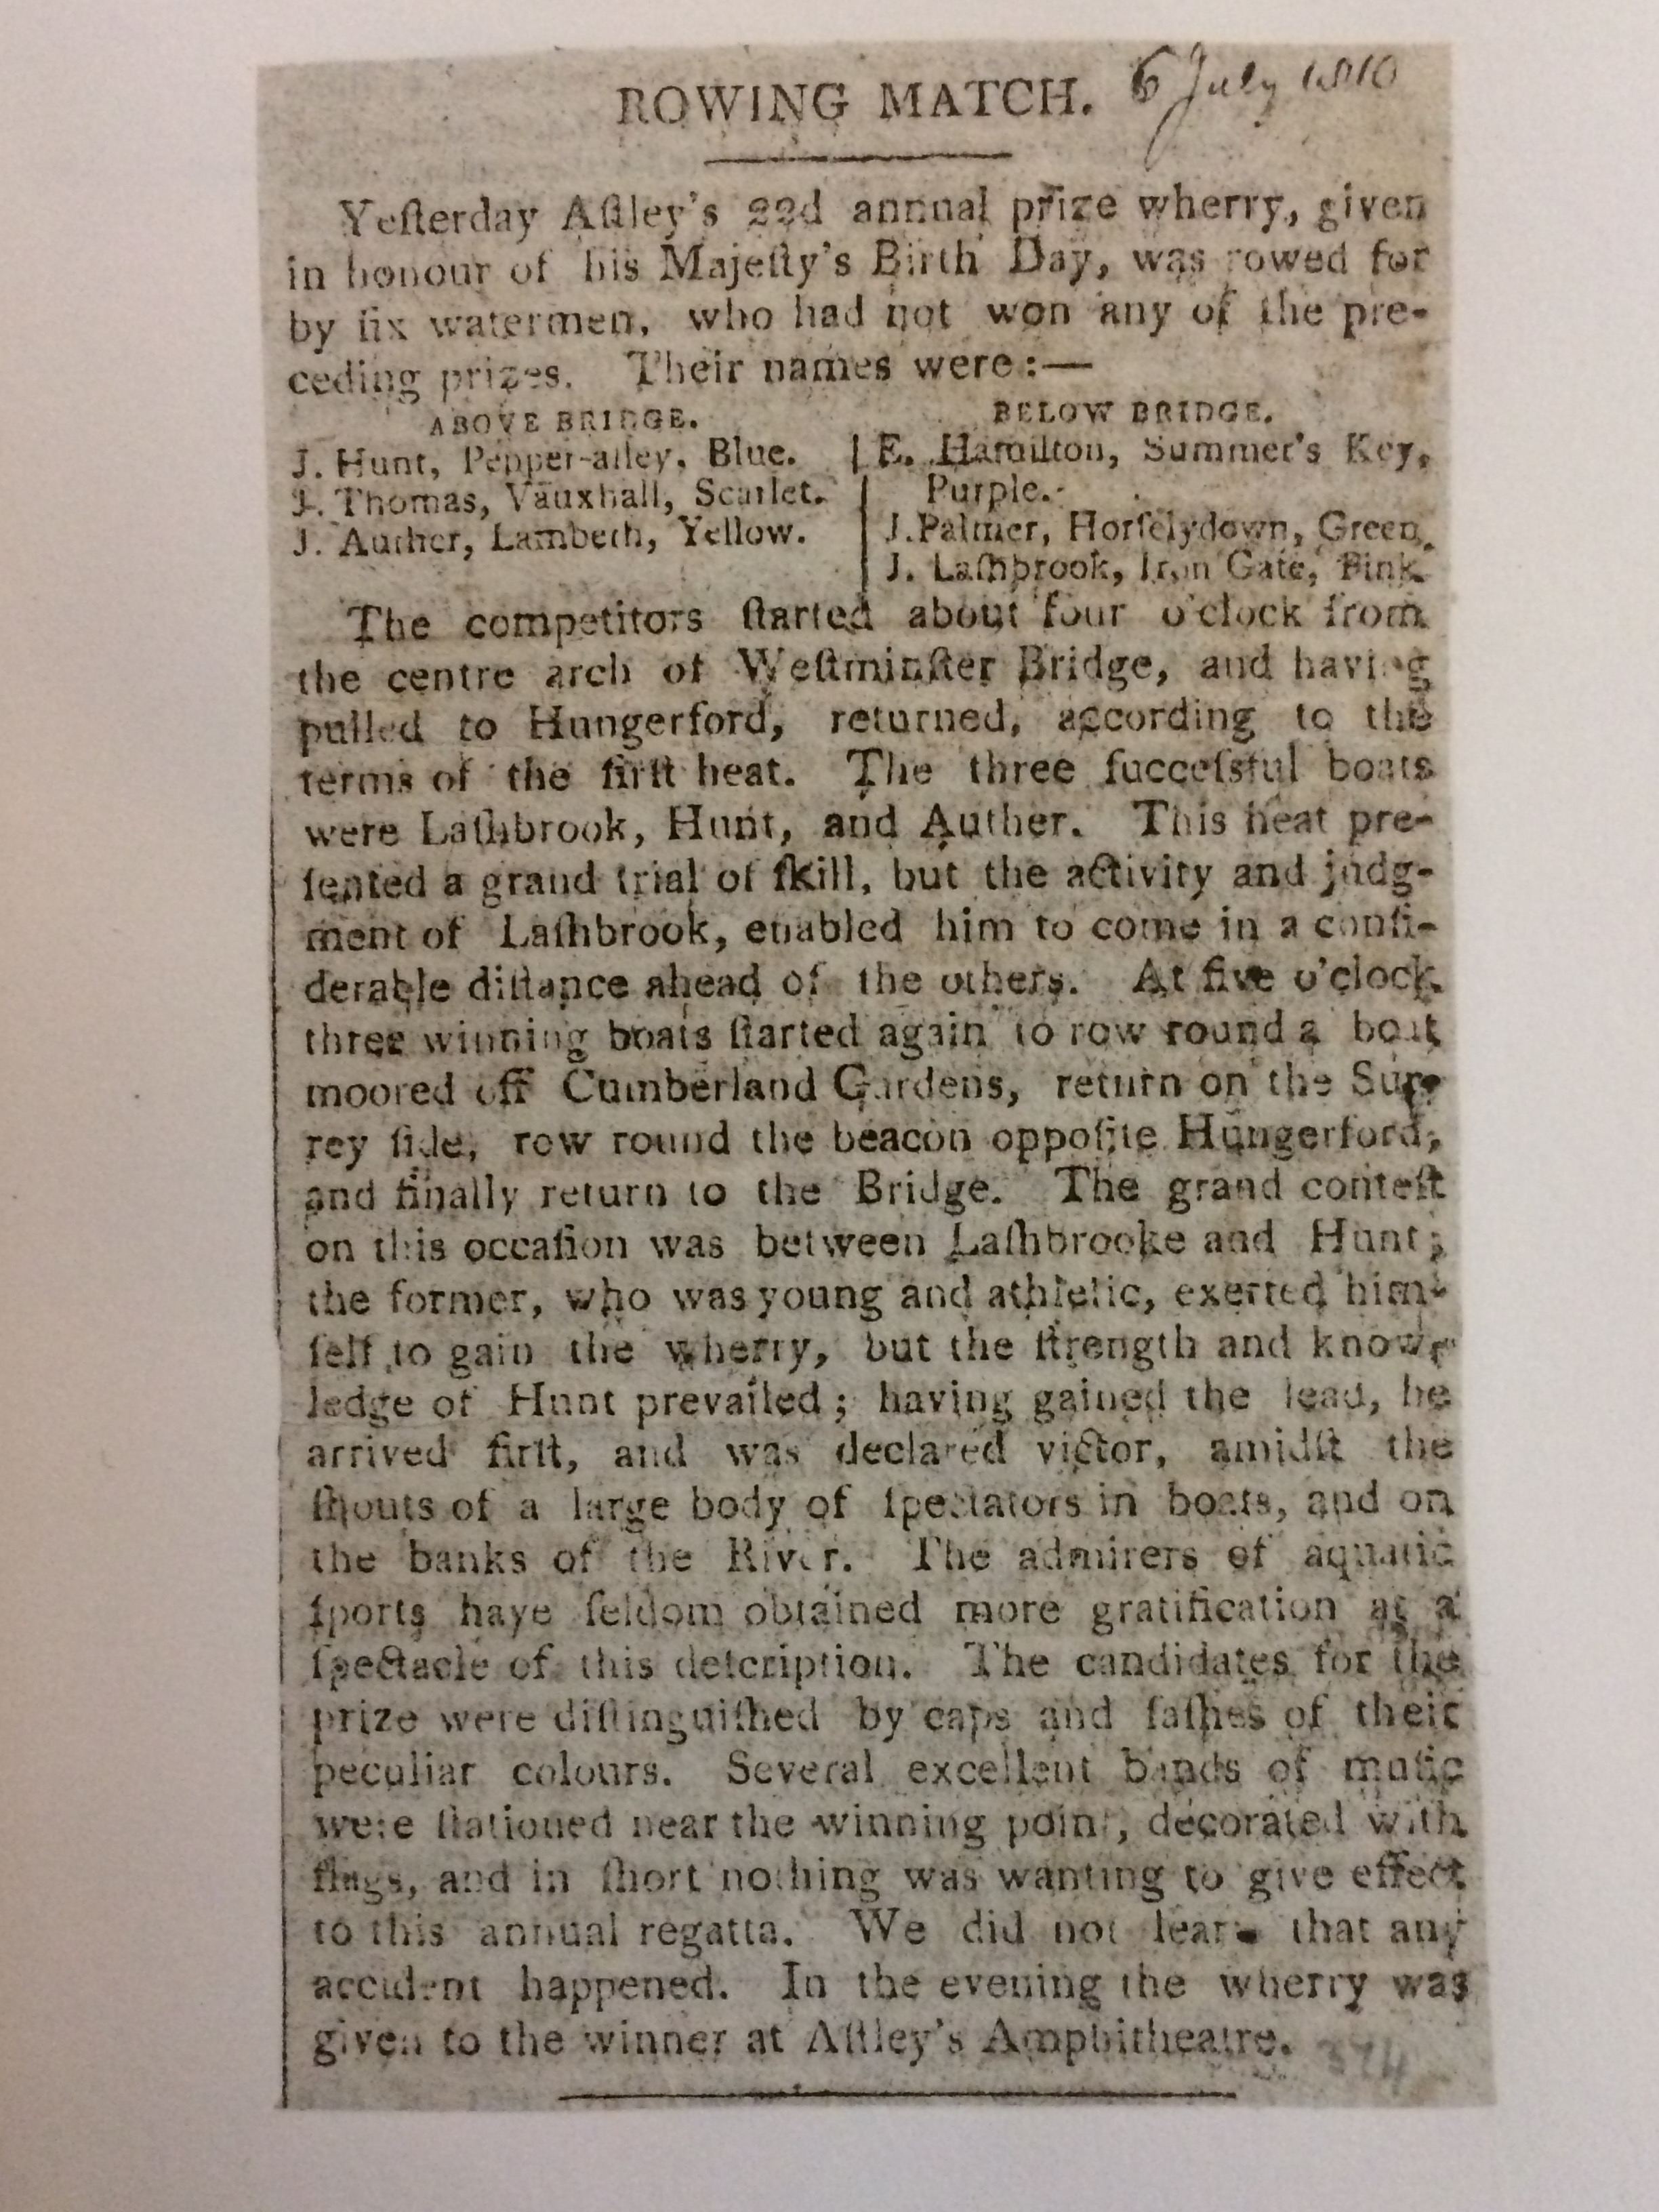 ROWING MATCH. 6 July 1810
Yeſterday Aſtley's 22d annual prize wherry, given
in honour of his Majeſty's Birth Day, was rowed for
by ſix watermen, who had not won any of the pre-
ceding prizes. Their names were:—
ABOVE BRIDGE.
J. Hunt, Pepper-alley, Blue.
Thomas, Vauxhall, Scarlet.
J. Auther, Lambeth, Yellow.
BELOW BRIDGE.
E. Hamilton, Summer's Key,
Purple.
J. Palmer, Horſelydown, Green.
J. Laſhbrook, Iron Gate, Pink.
The competitors ſtarted about four o'clock from
the centre arch of Weſtminſter Bridge, and having
pulled to Hungerford, returned, according to the
terms of the firſt heat. The three ſucceſsful boats
were Laſhbrook, Hunt, and Auther. This heat pre-
ſented a grand trial of ſkill, but the activity and judg-
ment of Laſhbrook, enabled him to come in a conſi-
derable diſtance ahead of the others. At five o'clock
three winning boats ſtarted again to row round a boat
moored off Cumberland Gardens, return on the Sur-
rey ſide, row round the beacon oppoſite Hungerford,
and finally return to the Bridge. The grand conteſt
on this occaſion was between Laſhbrooke and Hunt;
the former, who was young and athletic, exerted him-
ſelf to gain the wherry, but the ſtrength and know-
ledge of Hunt prevailed; having gained the lead, he
arrived firſt, and was declared victor, amidſt the
ſhouts of a large body of ſpectators in boats, and on
the banks of the River. The admirers of aquatic
ſports have ſeldom obtained more gratification at a
ſpectacle of this deſcription. The candidates for the
prize were diſtinguiſhed by caps and ſaſhes of their
peculiar colours. Several excellent bands of muſic
were ſtationed near the winning point, decorated with
flags, and in ſhort nothing was wanting to give effect
to this annual regatta. We did not learn that any
accident happened. In the evening the wherry was
given to the winner at Aſtley's Amphitheatre.